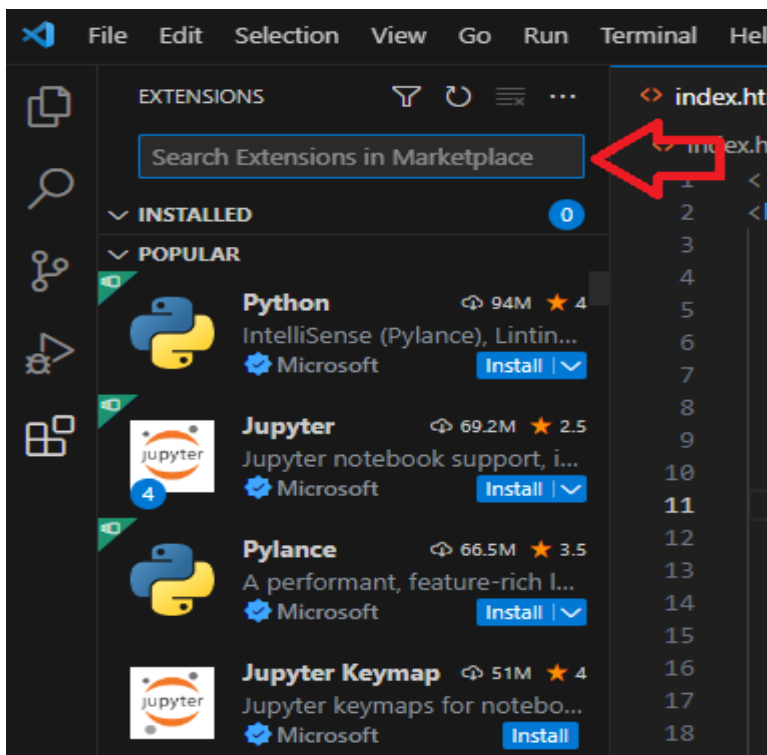 File Edit Selection View Go Run Terminal Hel
EXTENSIONS
Search Extensions in Marketplace
INSTALLED 0
POPULAR
Python 94M 4
IntelliSense (Pylance), Lintin...
Microsoft Install
Jupyter 69.2M 2.5
jupyter
Jupyter notebook support, i...
4 Microsoft Install
Pylance 66.5M 3.5
A performant, feature-rich l...
Microsoft Install
Jupyter Keymap 51M 4
jupyter
Jupyter keymaps for notebo...
Microsoft Install
<> index.ht
<> index.h
1 <
2 <
3
4
5
6
7
8
9
10
11
12
13
14
15
16
17
18